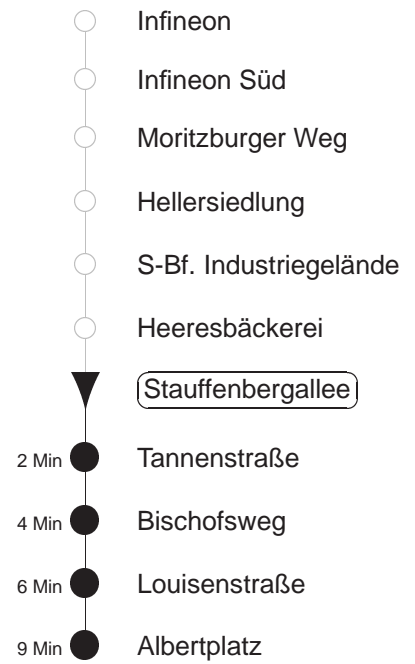 Infineon
Infineon Süd
Moritzburger Weg
Hellersiedlung
S-Bf. Industriegelände
Heeresbäckerei
Stauffenbergallee
2 Min Tannenstraße
4 Min Bischofsweg
6 Min Louisenstraße
9 Min Albertplatz